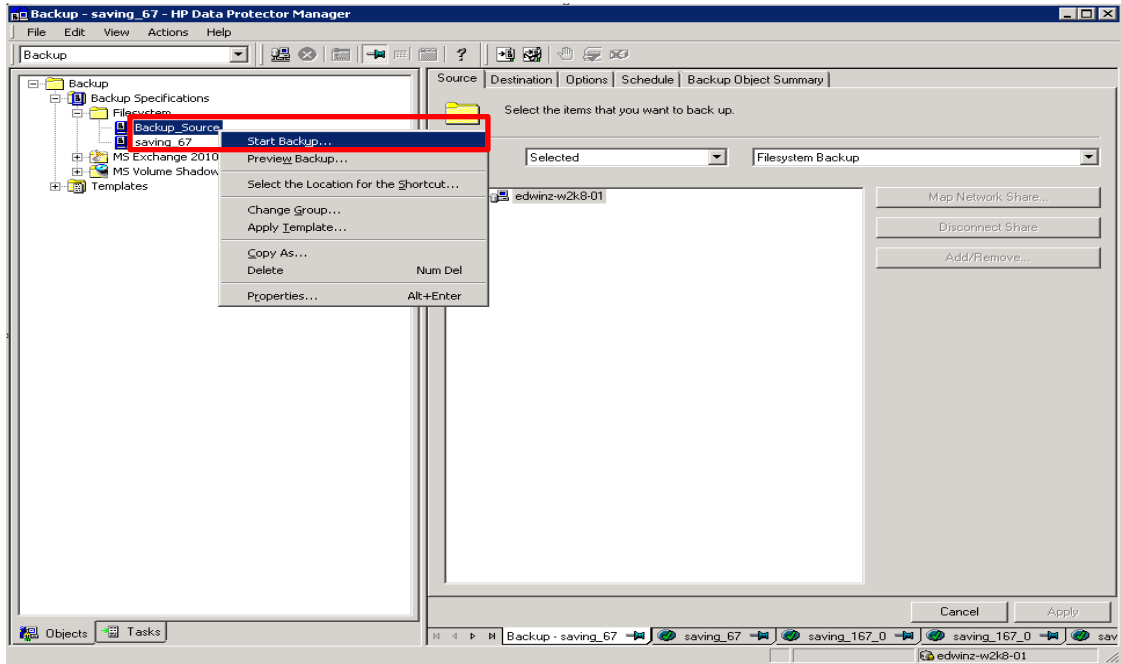 Backup - saving_67 - HP Data Protector Manager
File Edit View Actions Help
Backup
Backup
Backup Specifications
Filesystem
Backup_Source
saving_67
MS Exchange 2010
MS Volume Shadow
Templates
Start Backup...
Preview Backup...
Select the Location for the Shortcut...
Change Group...
Apply Template...
Copy As...
Delete Num Del
Properties... Alt+Enter
Source Destination Options Schedule Backup Object Summary
Select the items that you want to back up.
Selected Filesystem Backup
edwinz-w2k8-01
Map Network Share...
Disconnect Share
Add/Remove...
Cancel Apply
Objects Tasks
Backup - saving_67 saving_67 saving_167_0 saving_167_0 sav
edwinz-w2k8-01